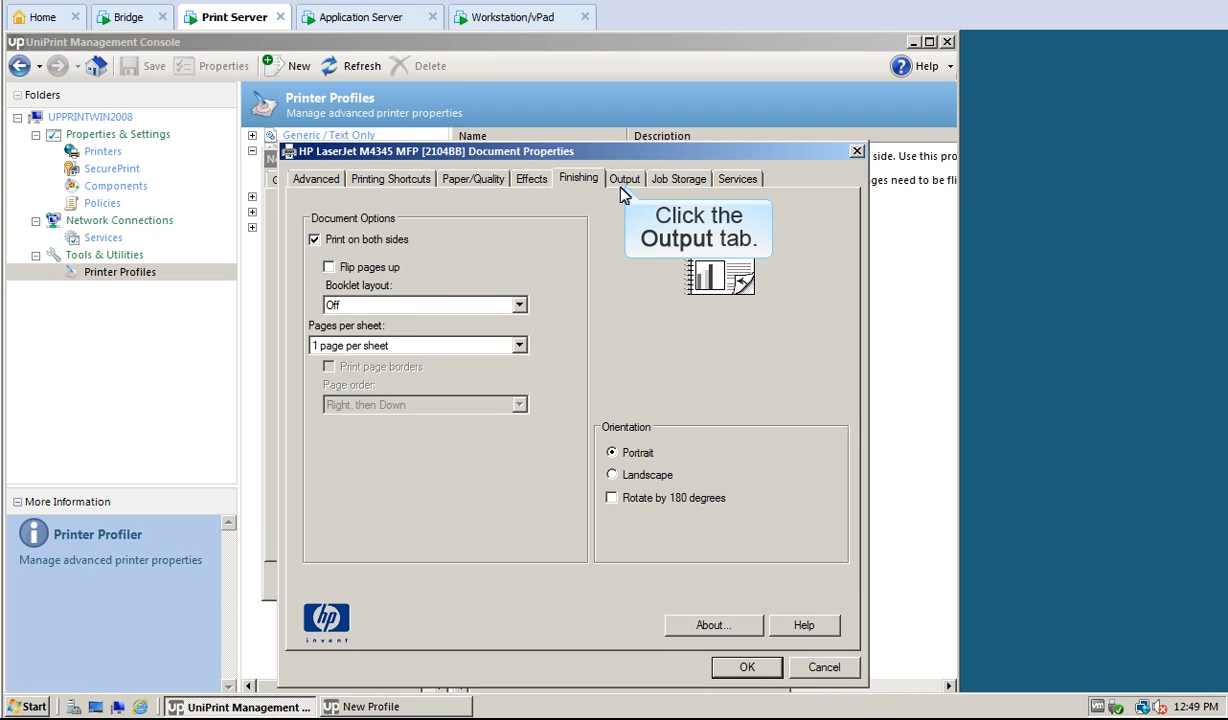 Home
Bridge
Print Server
Application Server
Workstation/vPad
up UniPrint Management Console
Save
Properties
New
Refresh
Delete
Help
Folders
UPPRINTWIN2008
Properties & Settings
Printers
SecurePrint
Components
Policies
Network Connections
Services
Tools & Utilities
Printer Profiles
More Information
Printer Profiler
Manage advanced printer properties
Printer Profiles
Manage advanced printer properties
Generic / Text Only
Name
Description
side. Use this pro
ges need to be fli
HP LaserJet M4345 MFP [2104BB] Document Properties
Advanced
Printing Shortcuts
Paper/Quality
Effects
Finishing
Output
Job Storage
Services
Click the
Output tab.
Document Options
Print on both sides
Flip pages up
Booklet layout:
Off
Pages per sheet:
1 page per sheet
Print page borders
Page order:
Right, then Down
Orientation
Portrait
Landscape
Rotate by 180 degrees
hp
invent
About...
Help
OK
Cancel
Start
up UniPrint Management ...
up New Profile
12:49 PM